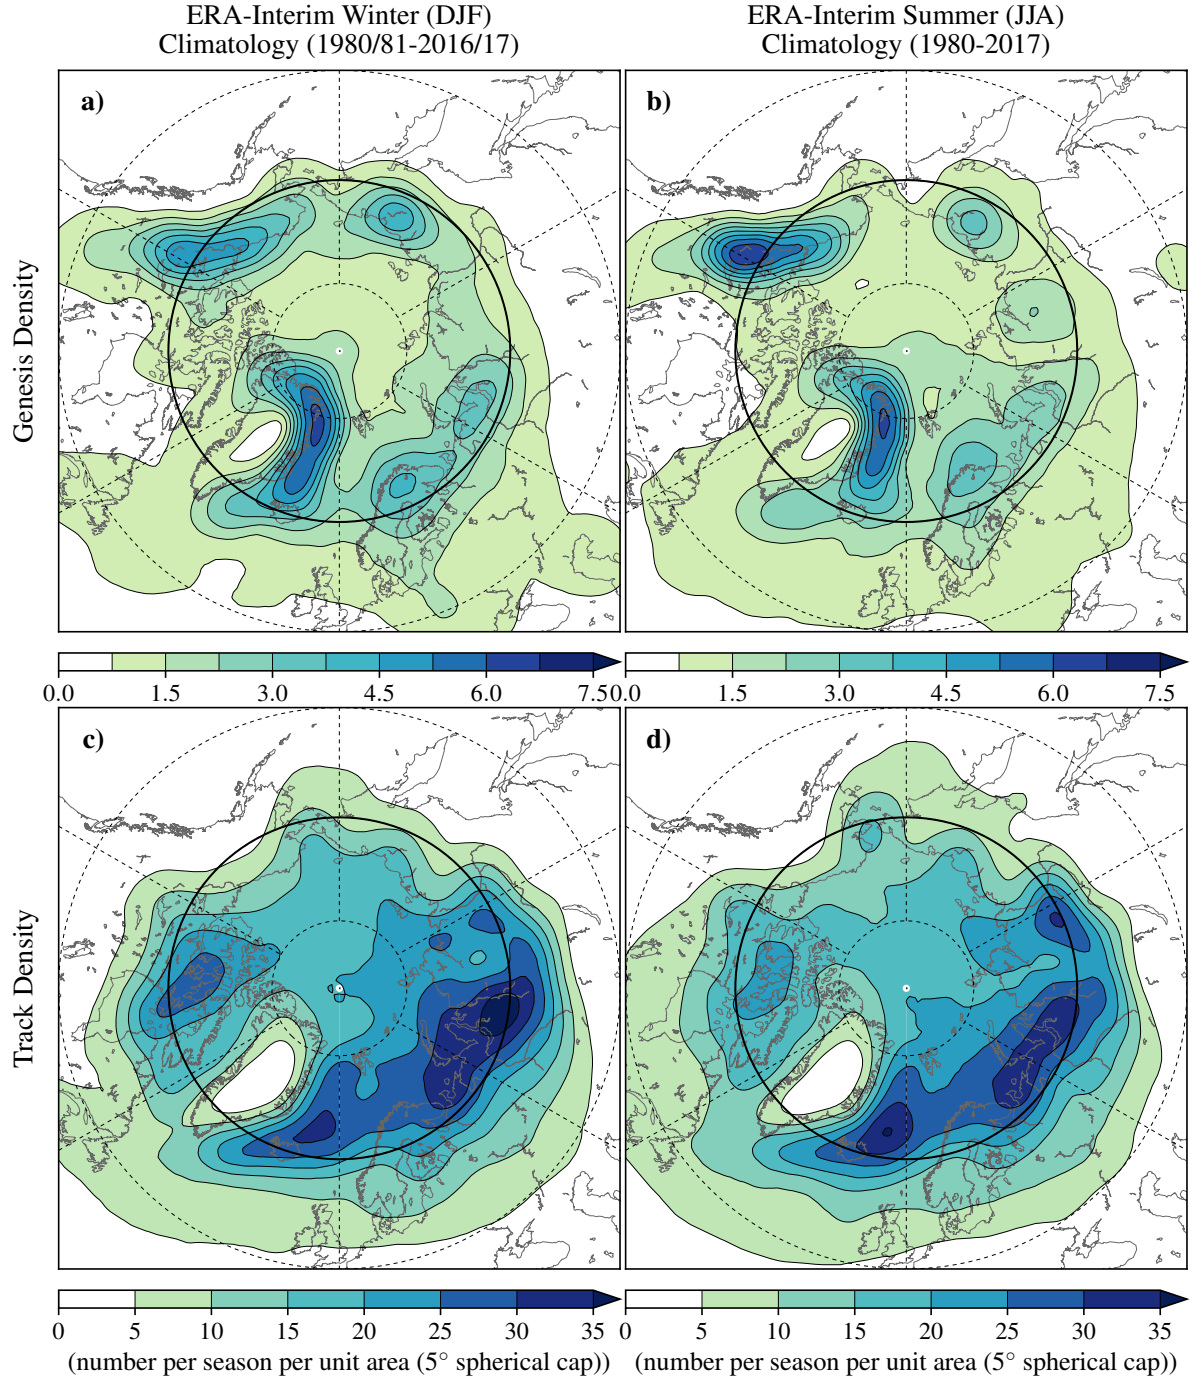 ERA-Interim Winter (DJF)
Climatology (1980/81-2016/17)
ERA-Interim Summer (JJA)
Climatology (1980-2017)
Genesis Density
a)
b)
0.0 1.5 3.0 4.5 6.0 7.5
0.0 1.5 3.0 4.5 6.0 7.5
Track Density
c)
d)
0 5 10 15 20 25 30 35
0 5 10 15 20 25 30 35
(number per season per unit area (5° spherical cap))
(number per season per unit area (5° spherical cap))